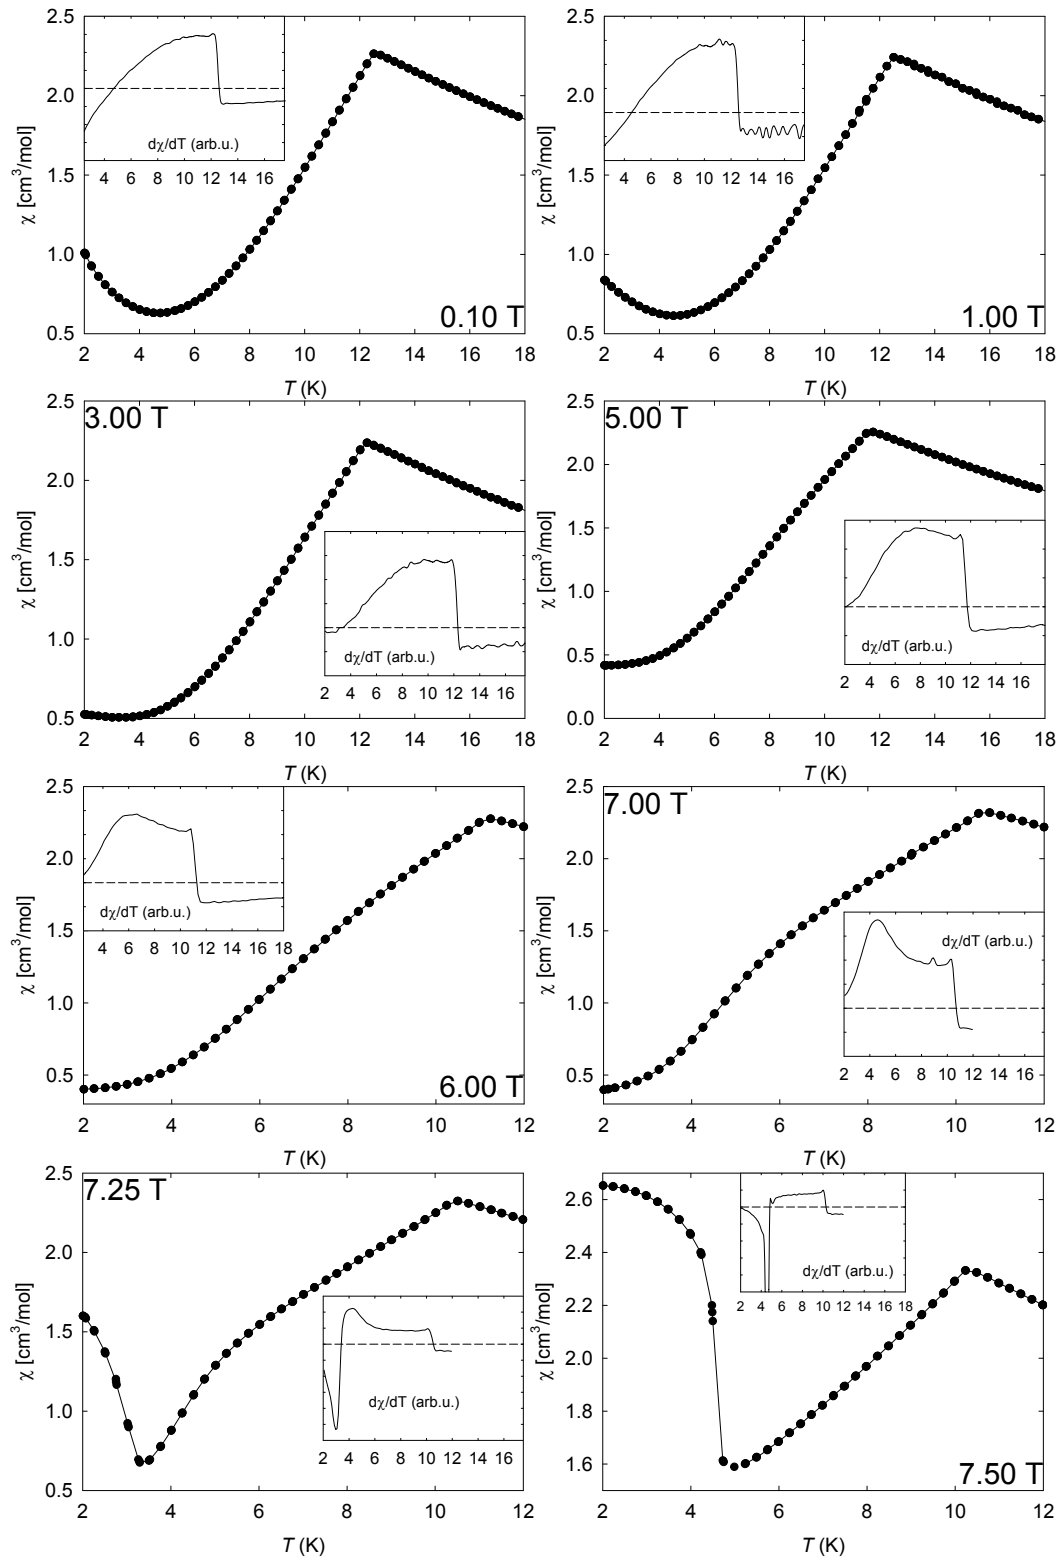 2.5
2.0
1.5
1.0
0.5
χ [cm³/mol]
dχ/dT (arb.u.)
4 6 8 10 12 14 16
0.10 T
2 4 6 8 10 12 14 16 18
T (K)
2.5
2.0
1.5
1.0
0.5
χ [cm³/mol]
4 6 8 10 12 14 16
1.00 T
2 4 6 8 10 12 14 16 18
T (K)
3.00 T
2.5
2.0
1.5
1.0
0.5
χ [cm³/mol]
dχ/dT (arb.u.)
2 4 6 8 10 12 14 16
2 4 6 8 10 12 14 16 18
T (K)
5.00 T
2.5
2.0
1.5
1.0
0.5
0.0
χ [cm³/mol]
dχ/dT (arb.u.)
2 4 6 8 10 12 14 16
2 4 6 8 10 12 14 16 18
T (K)
2.5
2.0
1.5
1.0
0.5
χ [cm³/mol]
dχ/dT (arb.u.)
4 6 8 10 12 14 16 18
6.00 T
2 4 6 8 10 12
T (K)
7.00 T
2.5
2.0
1.5
1.0
0.5
χ [cm³/mol]
dχ/dT (arb.u.)
2 4 6 8 10 12 14 16
2 4 6 8 10 12
T (K)
7.25 T
2.5
2.0
1.5
1.0
0.5
χ [cm³/mol]
dχ/dT (arb.u.)
2 4 6 8 10 12 14 16
2 4 6 8 10 12
T (K)
2.6
2.4
2.2
2.0
1.8
1.6
χ [cm³/mol]
dχ/dT (arb.u.)
2 4 6 8 10 12 14 16 18
7.50 T
2 4 6 8 10 12
T (K)